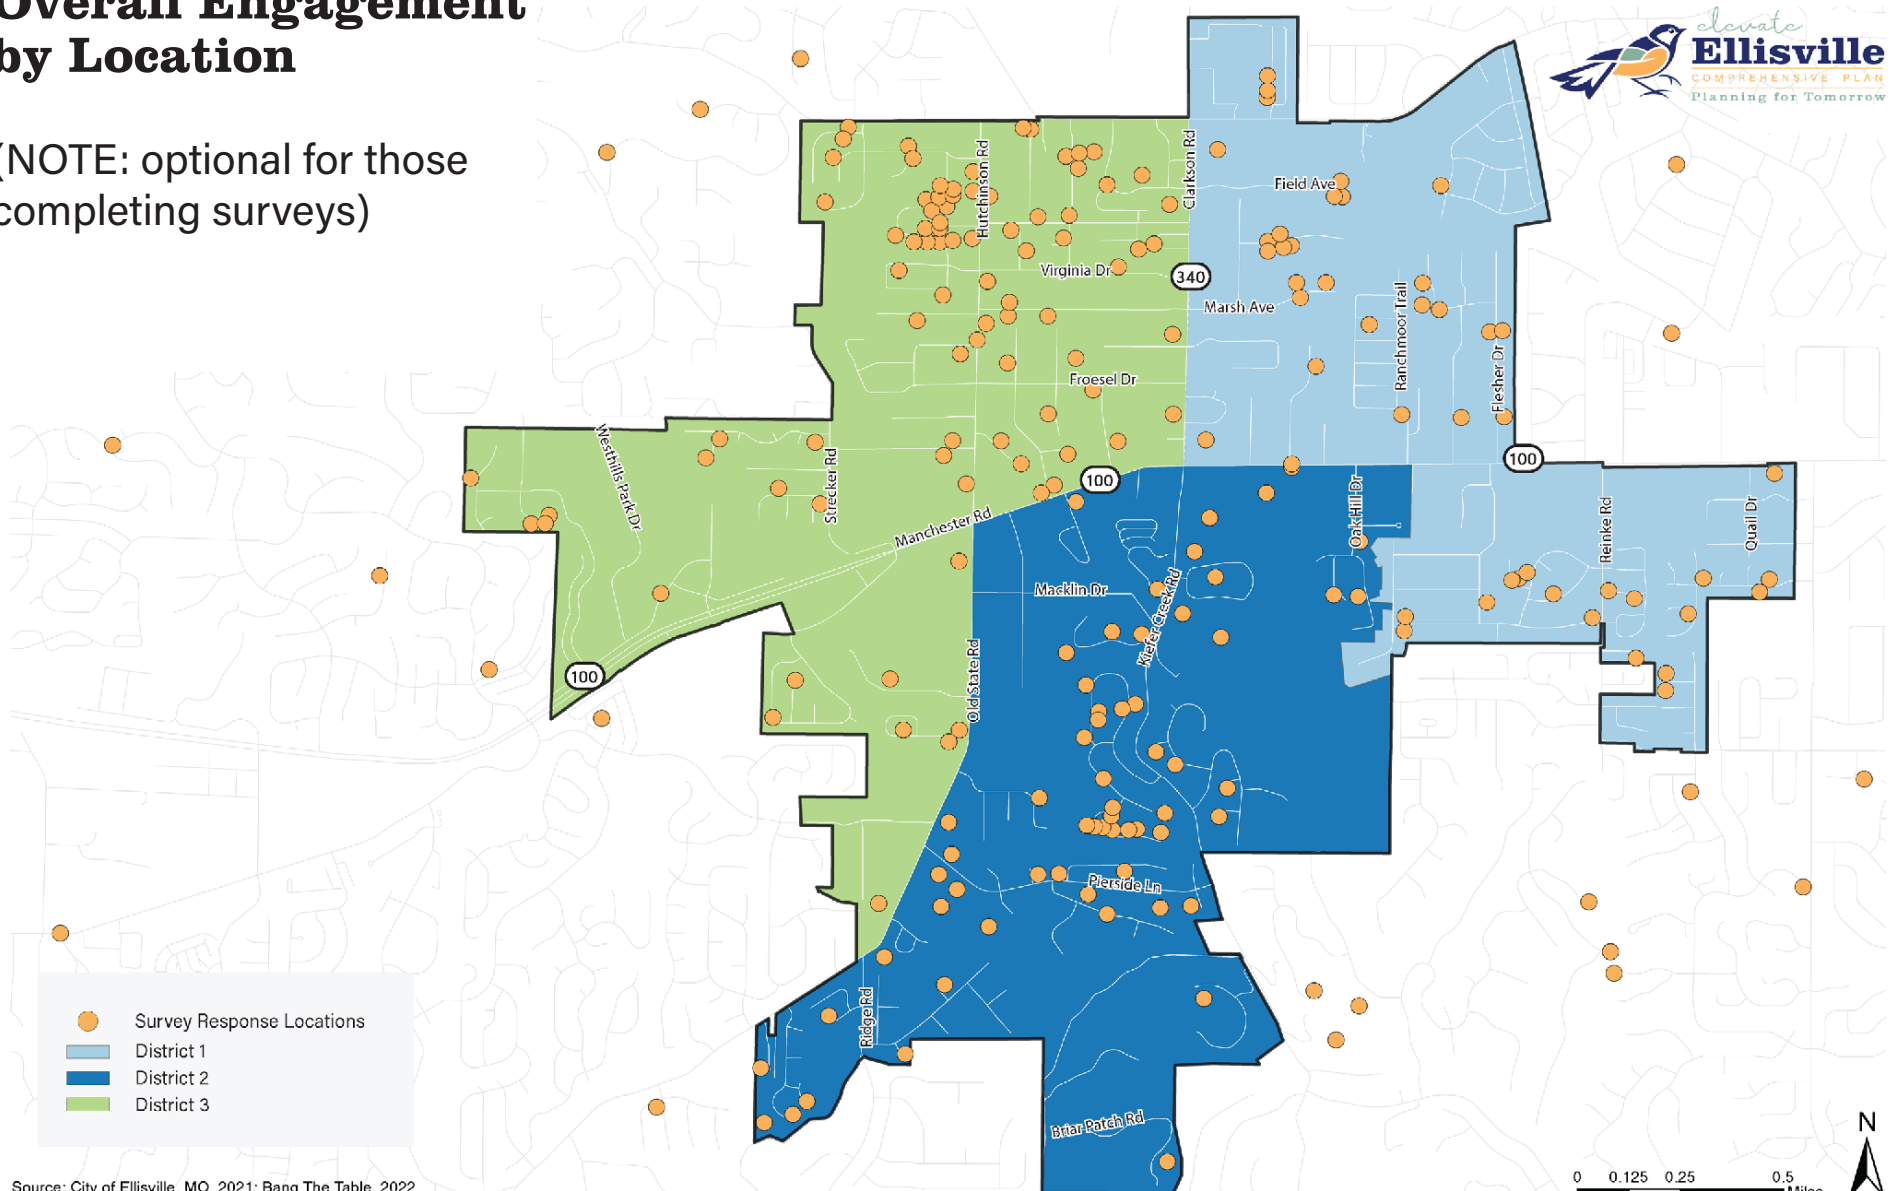 Overall Engagement
by Location
(NOTE: optional for those
completing surveys)
elevate
Ellisville
COMPREHENSIVE PLAN
Planning for Tomorrow
Clarkson Rd
Hutchinson Rd
Field Ave
Virginia Dr
340
Marsh Ave
Ranchmoor Trail
Flesher Dr
Froesel Dr
Westhills Park Dr
Strecker Rd
100
100
Manchester Rd
Oak Hill Dr
Reinke Rd
Quail Dr
Macklin Dr
Kiefer Creek Rd
Old State Rd
100
Pierside Ln
Ridge Rd
Briar Patch Rd
Survey Response Locations
District 1
District 2
District 3
N
0 0.125 0.25 0.5
Miles
Source: City of Ellisville, MO, 2021; Bang The Table, 2022